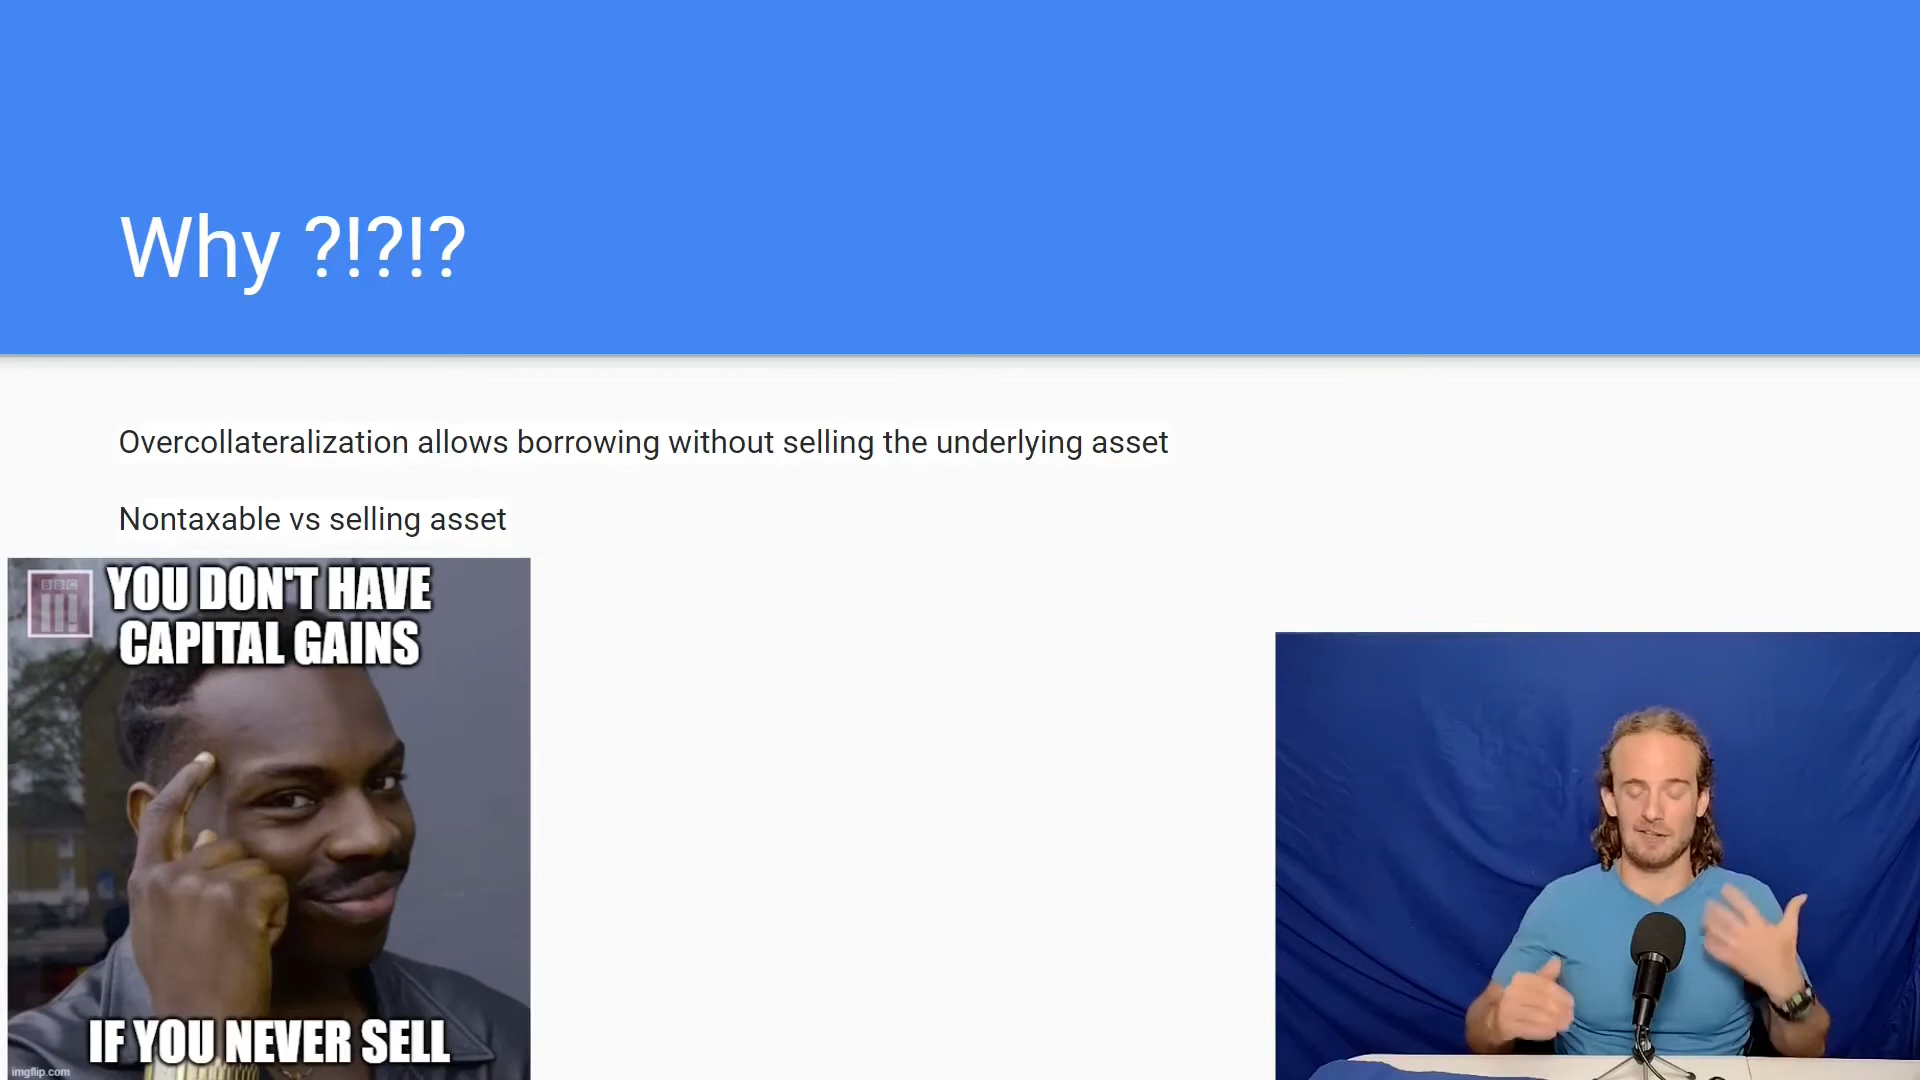 Why ?!?!?
Overcollateralization allows borrowing without selling the underlying asset
Nontaxable vs selling asset
BBC
YOU DON'T HAVE
CAPITAL GAINS
IF YOU NEVER SELL
imgflip.com